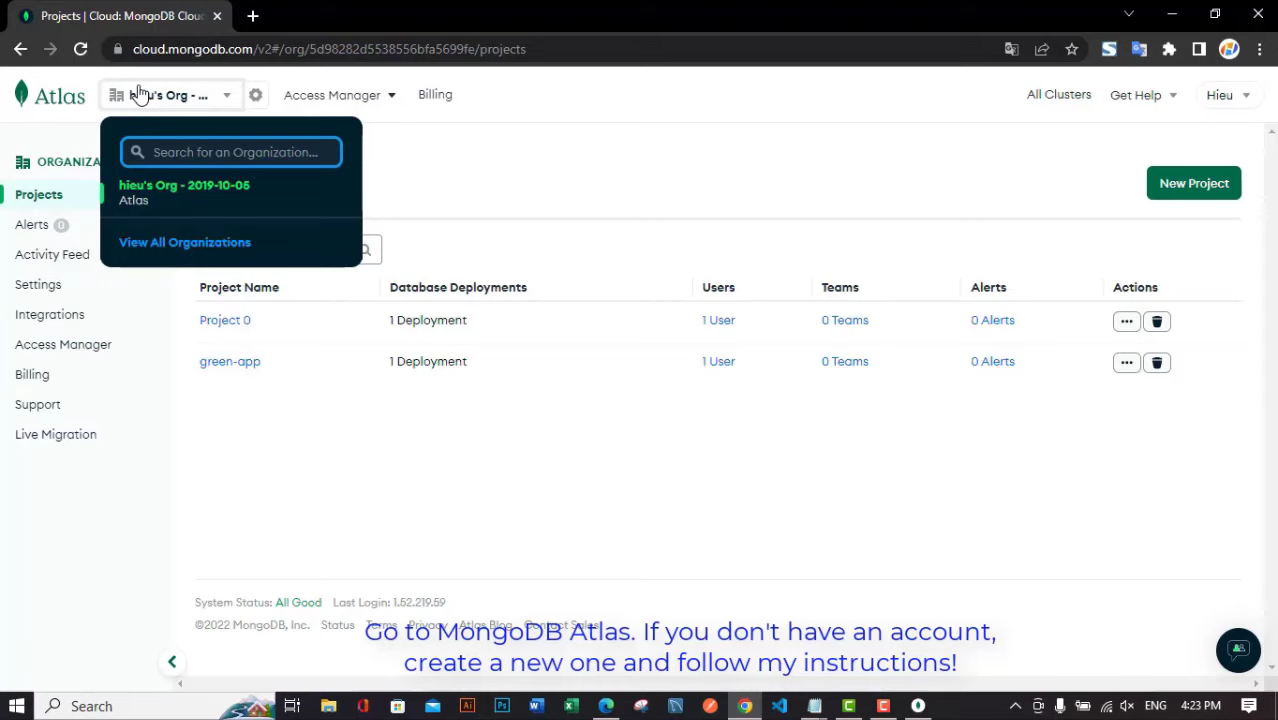 Projects | Cloud: MongoDB Clou
cloud.mongodb.com/v2#/org/5d98282d5538556bfa5699fe/projects
Atlas
hieu's Org - ...
Access Manager
Billing
All Clusters
Get Help
Hieu
Search for an Organization...
hieu's Org - 2019-10-05
Atlas
View All Organizations
ORGANIZA
Projects
Alerts 0
Activity Feed
Settings
Integrations
Access Manager
Billing
Support
Live Migration
New Project
Project Name Database Deployments Users Teams Alerts Actions
Project 0 1 Deployment 1 User 0 Teams 0 Alerts
green-app 1 Deployment 1 User 0 Teams 0 Alerts
System Status: All Good Last Login: 1.52.219.59
©2022 MongoDB, Inc. Status Terms Privacy Atlas Blog Contact Sales
Go to MongoDB Atlas. If you don't have an account,
create a new one and follow my instructions!
Search
ENG 4:23 PM